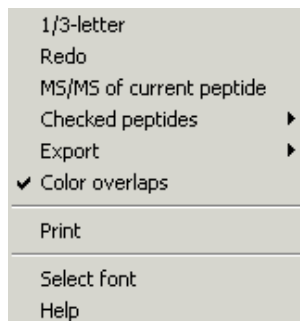 1/3-letter
Redo
MS/MS of current peptide
Checked peptides
Export
Color overlaps
Print
Select font
Help